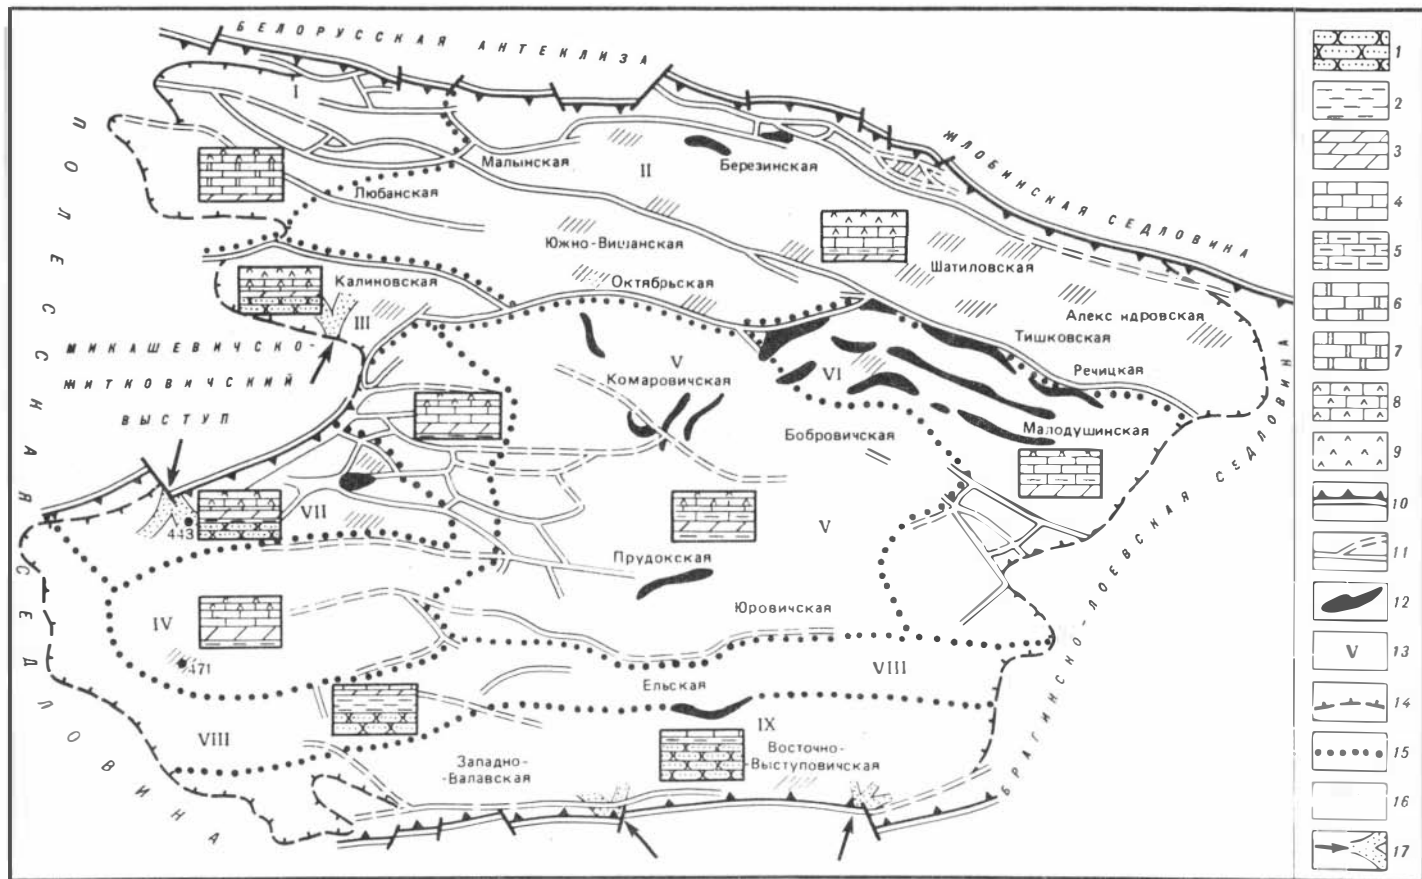 БЕЛОРУССКАЯ АНТЕКЛИЗА
ЖЛОБИНСКАЯ СЕДЛОВИНА
ПОЛЕССКАЯ СЕДЛОВИНА
МИКАШЕВИЧСКО-
ЖИТКОВИЧСКИЙ
ВЫСТУП
БРАГИНСКО-ЛОЕВСКАЯ СЕДЛОВИНА
I
Малынская
II
Березинская
Любанская
Южно-Вишанская
Шатиловская
Калиновская
Октябрьская
III
Алекс ндровская
Тишковская
V
Комаровичская
VI
Речицкая
Бобровичская
Малодушинская
443
VII
V
Прудокская
IV
Юровичская
471
Ельская
VIII
VIII
IX
Западно-
-Валавская
Восточно-
-Выступовичская
1
2
3
4
5
6
7
8
9
10
11
12
V 13
14
15
16
17